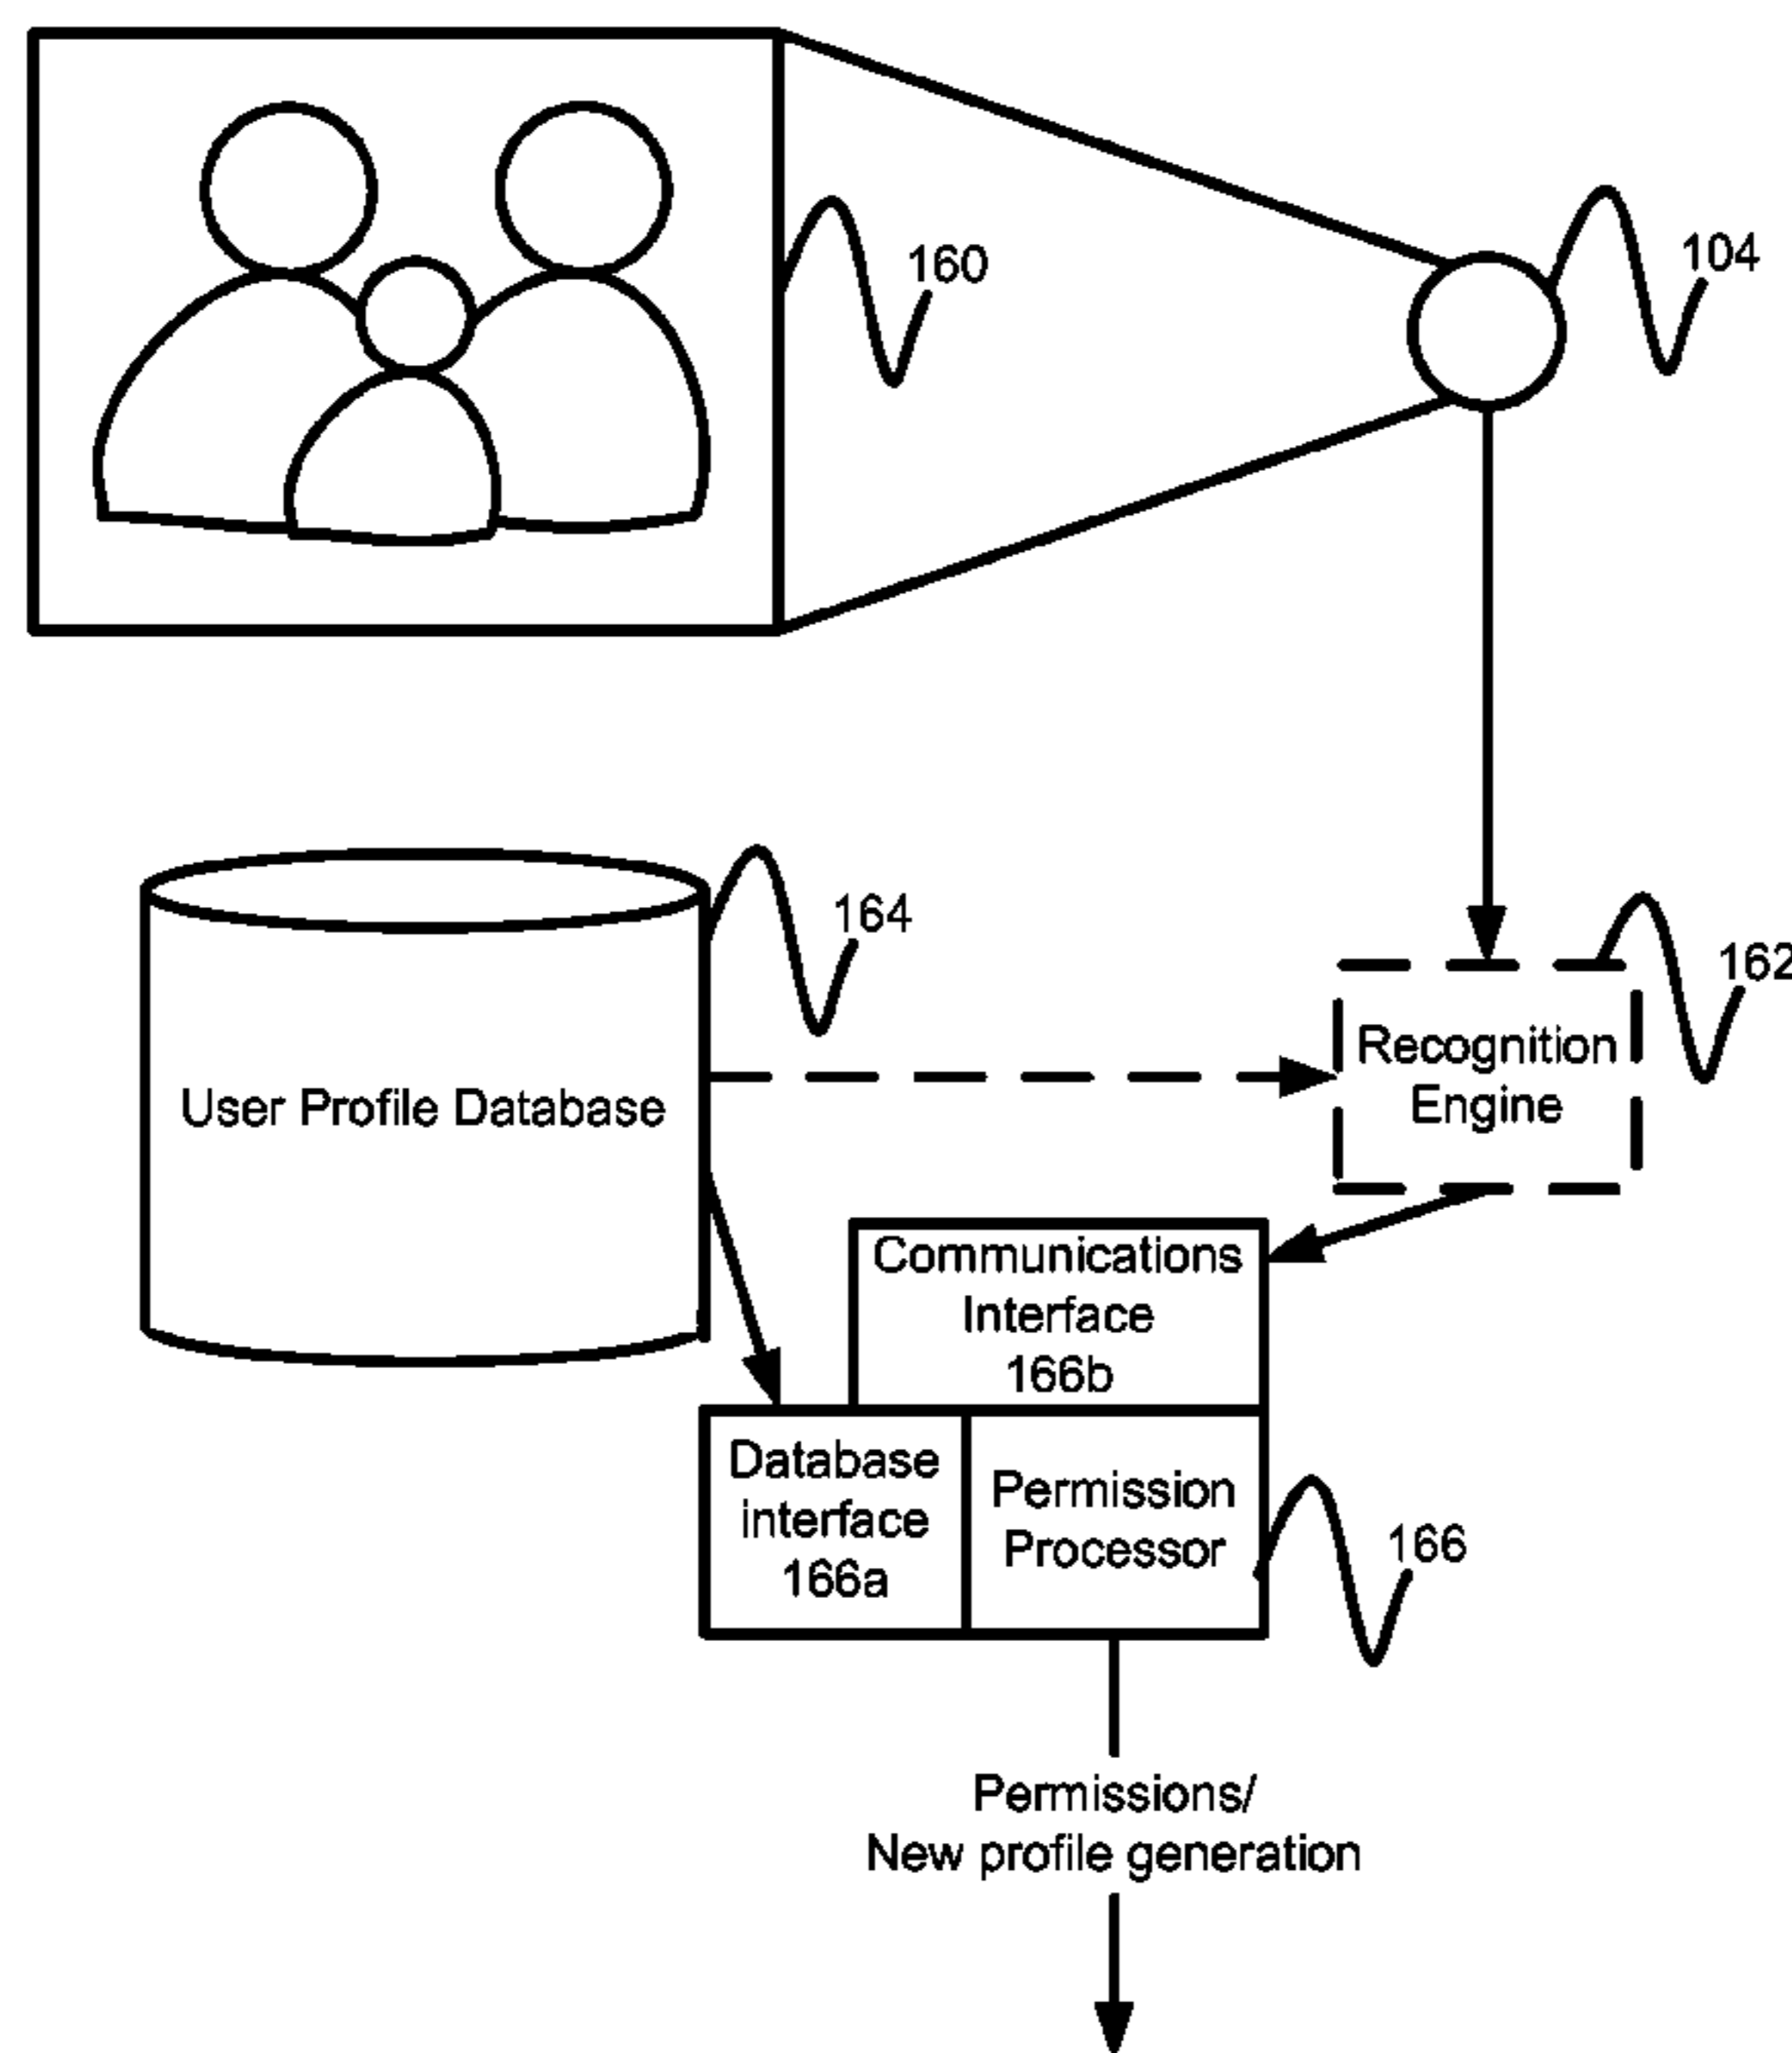 160
104
164
162
Recognition
Engine
User Profile Database
Communications
Interface
166b
Database
interface
166a
Permission
Processor
166
Permissions/
New profile generation